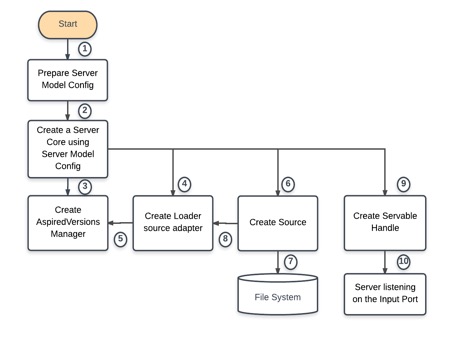 Start
1
Prepare Server
Model Config
2
Create a Server
Core using
Server Model
Config
3
4
6
9
Create
AspiredVersions
Manager
Create Loader
source adapter
Create Source
Create Servable
Handle
5
8
7
10
File System
Server listening
on the Input Port